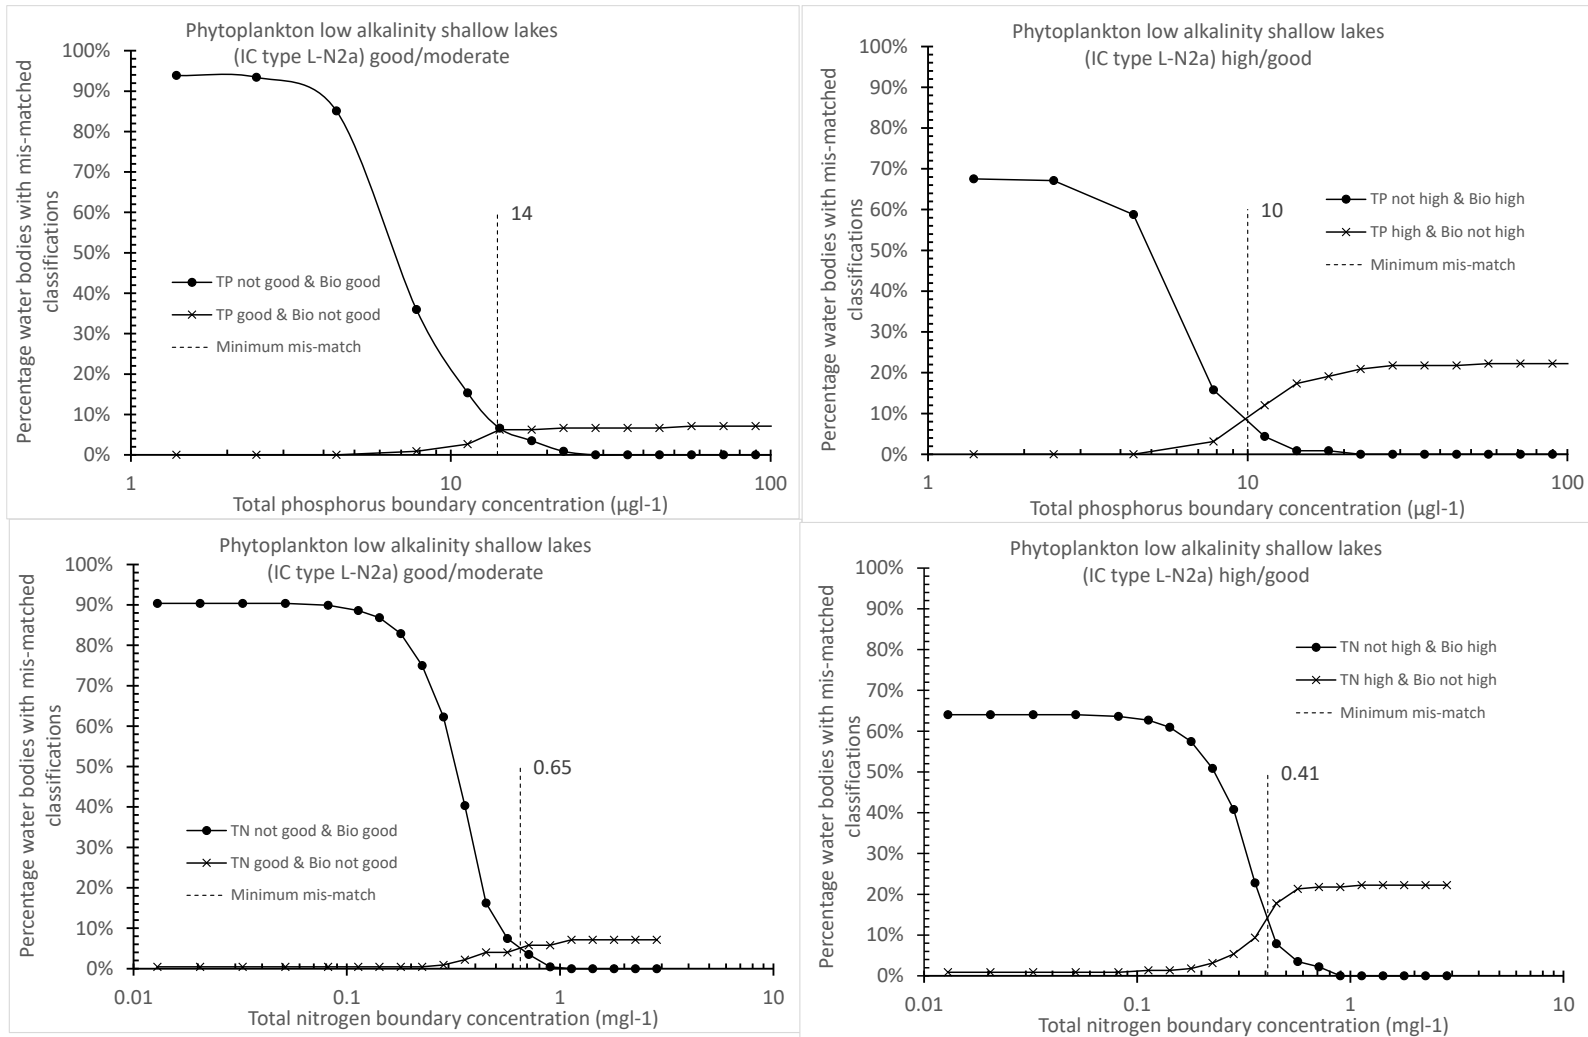 Phytoplankton low alkalinity shallow lakes
(IC type L-N2a) good/moderate
Percentage water bodies with mis-matched
classifications
100%
90%
80%
70%
60%
50%
40%
30%
20%
10%
0%
14
TP not good & Bio good
TP good & Bio not good
Minimum mis-match
1
10
100
Total phosphorus boundary concentration (µgl-1)
Phytoplankton low alkalinity shallow lakes
(IC type L-N2a) high/good
Percentage water bodies with mis-matched
classifications
100%
90%
80%
70%
60%
50%
40%
30%
20%
10%
0%
10
TP not high & Bio high
TP high & Bio not high
Minimum mis-match
1
10
100
Total phosphorus boundary concentration (µgl-1)
Phytoplankton low alkalinity shallow lakes
(IC type L-N2a) good/moderate
Percentage water bodies with mis-matched
classifications
100%
90%
80%
70%
60%
50%
40%
30%
20%
10%
0%
0.65
TN not good & Bio good
TN good & Bio not good
Minimum mis-match
0.01
0.1
1
10
Total nitrogen boundary concentration (mgl-1)
Phytoplankton low alkalinity shallow lakes
(IC type L-N2a) high/good
Percentage water bodies with mis-matched
classifications
100%
90%
80%
70%
60%
50%
40%
30%
20%
10%
0%
0.41
TN not high & Bio high
TN high & Bio not high
Minimum mis-match
0.01
0.1
1
10
Total nitrogen boundary concentration (mgl-1)